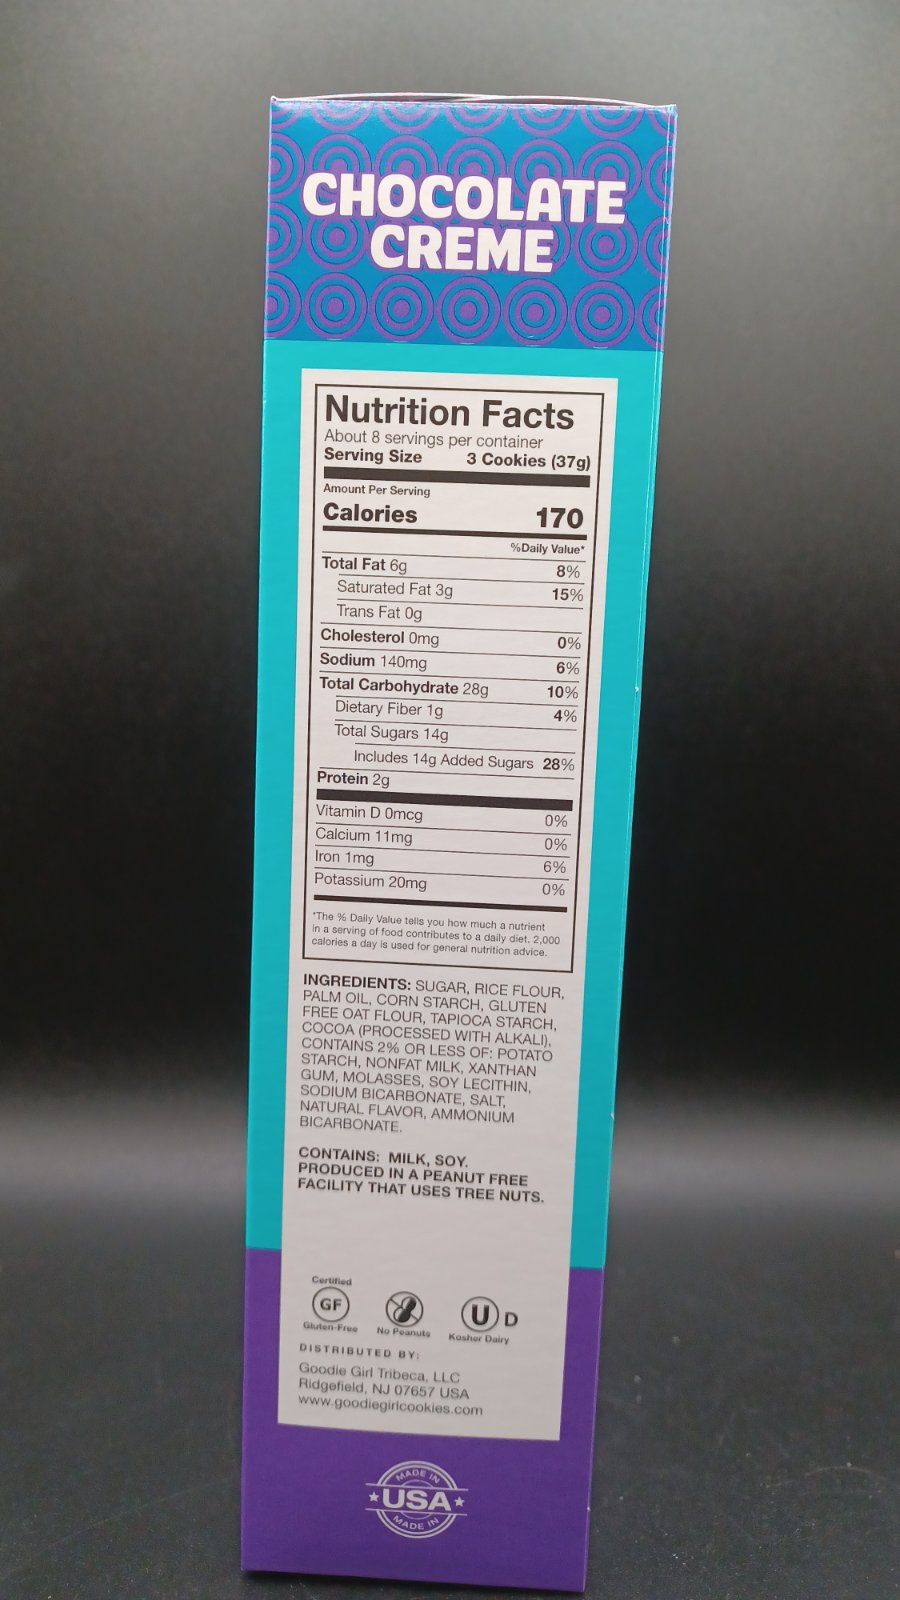 CHOCOLATE
CREME
Nutrition Facts
About 8 servings per container
Serving Size 3 Cookies (37g)
Amount Per Serving
Calories 170
%Daily Value*
Total Fat 6g 8%
Saturated Fat 3g 15%
Trans Fat 0g
Cholesterol 0mg 0%
Sodium 140mg 6%
Total Carbohydrate 28g 10%
Dietary Fiber 1g 4%
Total Sugars 14g
Includes 14g Added Sugars 28%
Protein 2g
Vitamin D 0mcg 0%
Calcium 11mg 0%
Iron 1mg 6%
Potassium 20mg 0%
*The % Daily Value tells you how much a nutrient
in a serving of food contributes to a daily diet. 2,000
calories a day is used for general nutrition advice.
INGREDIENTS: SUGAR, RICE FLOUR,
PALM OIL, CORN STARCH, GLUTEN
FREE OAT FLOUR, TAPIOCA STARCH,
COCOA (PROCESSED WITH ALKALI),
CONTAINS 2% OR LESS OF: POTATO
STARCH, NONFAT MILK, XANTHAN
GUM, MOLASSES, SOY LECITHIN,
SODIUM BICARBONATE, SALT,
NATURAL FLAVOR, AMMONIUM
BICARBONATE.
CONTAINS: MILK, SOY.
PRODUCED IN A PEANUT FREE
FACILITY THAT USES TREE NUTS.
Certified
GF
Gluten-Free
No Peanuts
U D
Kosher Dairy
DISTRIBUTED BY:
Goodie Girl Tribeca, LLC
Ridgefield, NJ 07657 USA
www.goodiegirlcookies.com
MADE IN
USA
MADE IN